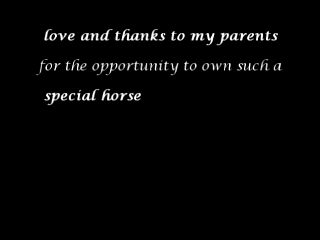 love and thanks to my parents
for the opportunity to own such a
special horse